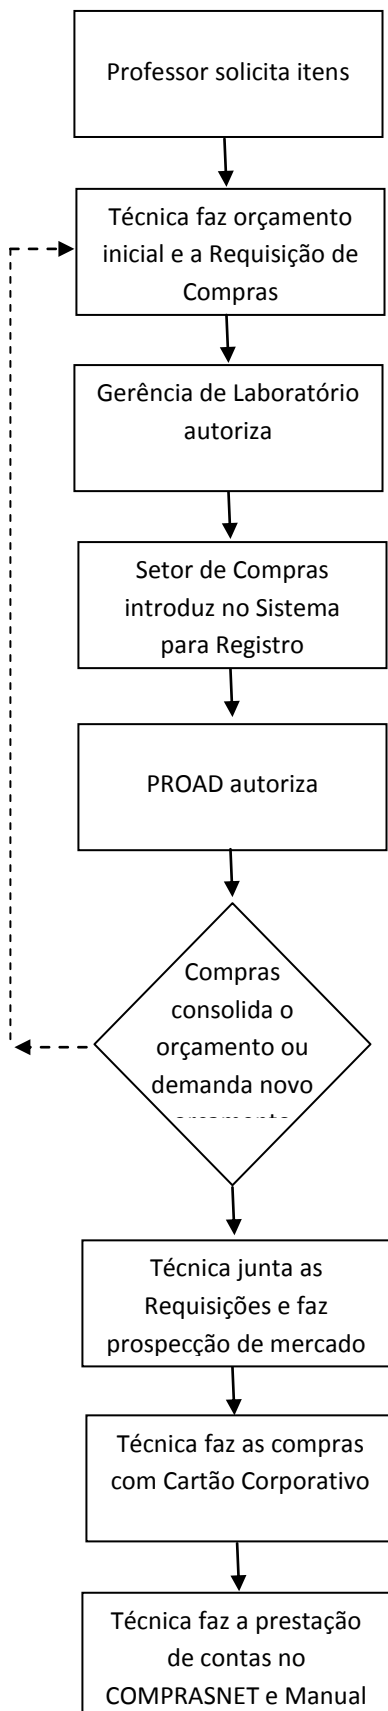 Professor solicita itens
Técnica faz orçamento
inicial e a Requisição de
Compras
Gerência de Laboratório
autoriza
Setor de Compras
introduz no Sistema
para Registro
PROAD autoriza
Compras
consolida o
orçamento ou
demanda novo
Técnica junta as
Requisições e faz
prospecção de mercado
Técnica faz as compras
com Cartão Corporativo
Técnica faz a prestação
de contas no
COMPRASNET e Manual